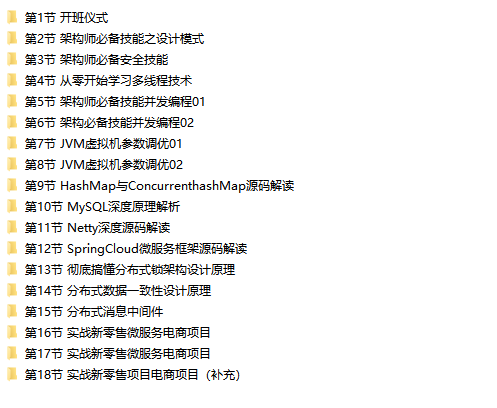 第1节 开班仪式
第2节 架构师必备技能之设计模式
第3节 架构师必备安全技能
第4节 从零开始学习多线程技术
第5节 架构师必备技能并发编程01
第6节 架构必备技能并发编程02
第7节 JVM虚拟机参数调优01
第8节 JVM虚拟机参数调优02
第9节 HashMap与ConcurrenthashMap源码解读
第10节 MySQL深度原理解析
第11节 Netty深度源码解读
第12节 SpringCloud微服务框架源码解读
第13节 彻底搞懂分布式锁架构设计原理
第14节 分布式数据一致性设计原理
第15节 分布式消息中间件
第16节 实战新零售微服务电商项目
第17节 实战新零售微服务电商项目
第18节 实战新零售项目电商项目（补充）